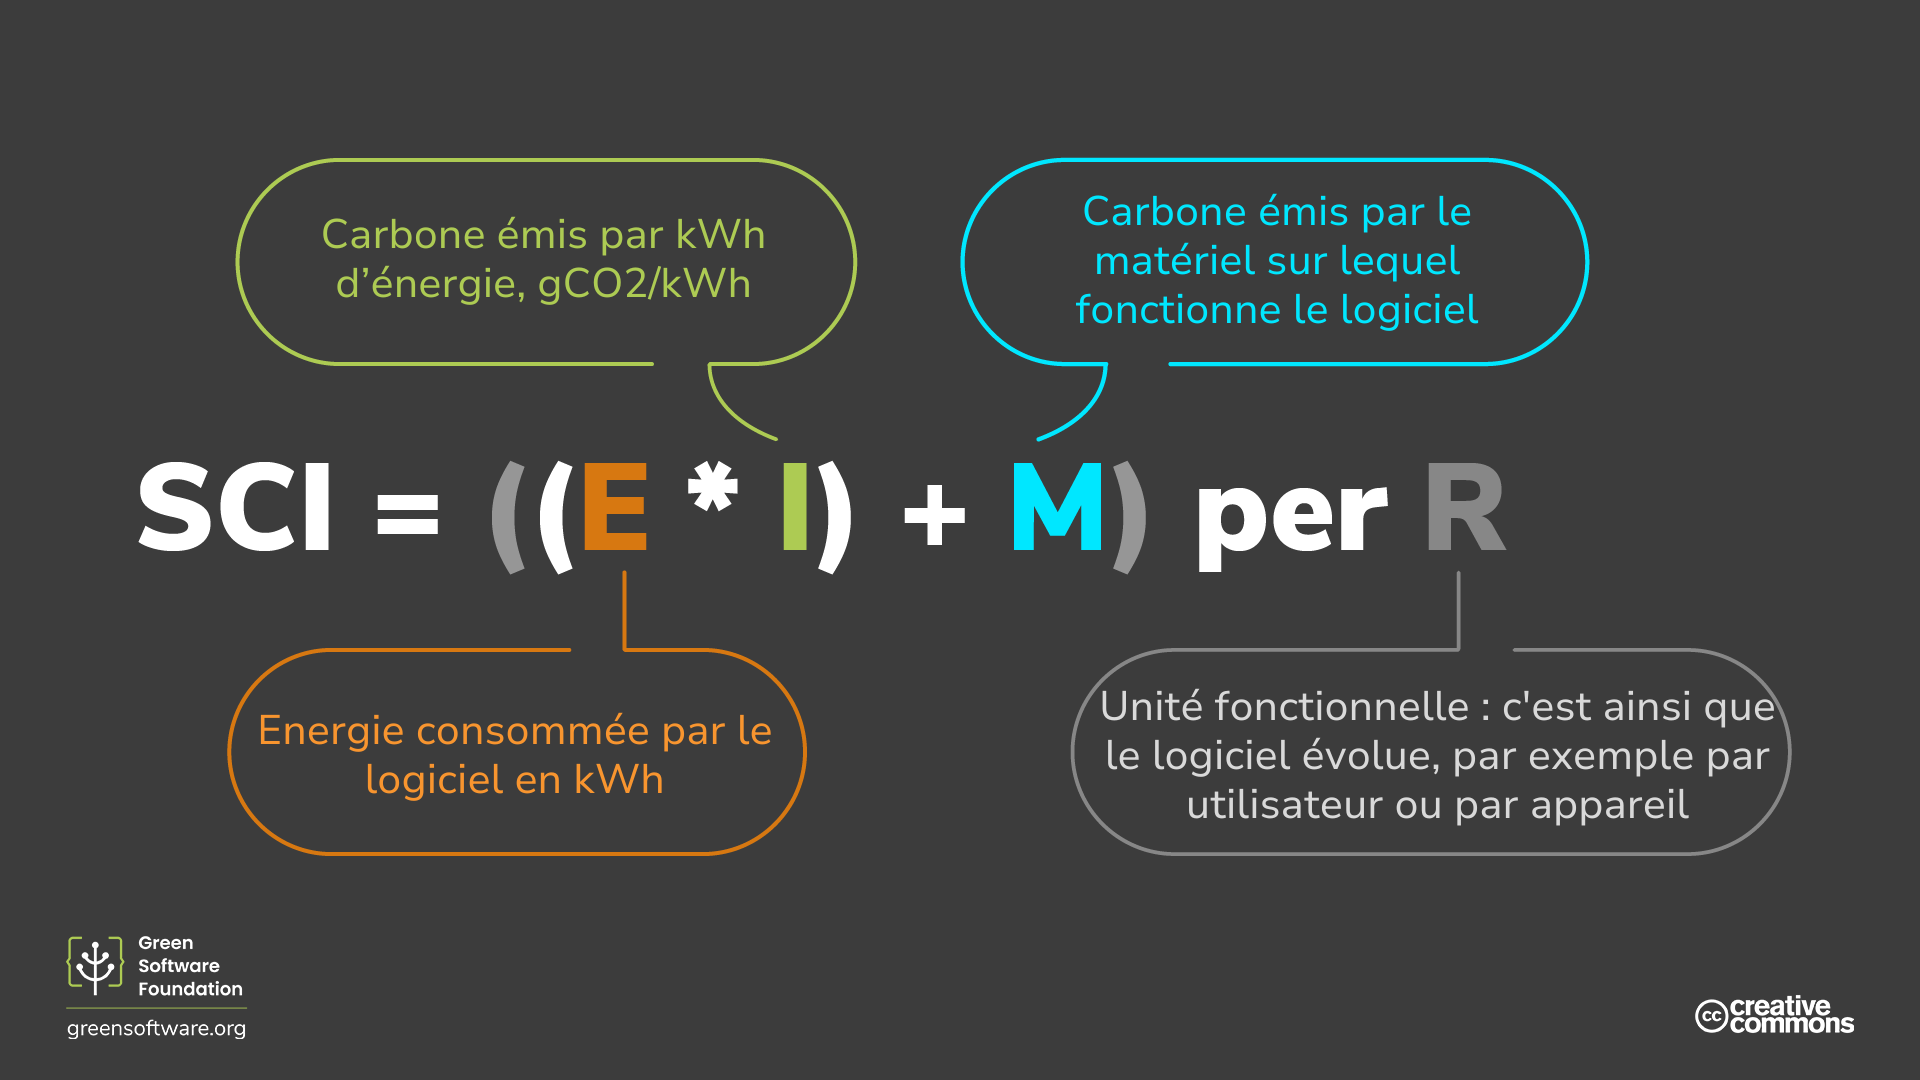 Carbone émis par kWh
d’énergie, gCO2/kWh
Carbone émis par le
matériel sur lequel
fonctionne le logiciel
SCI = ((E * I) + M) per R
Energie consommée par le
logiciel en kWh
Unité fonctionnelle : c'est ainsi que
le logiciel évolue, par exemple par
utilisateur ou par appareil
Green
Software
Foundation
greensoftware.org
cc creative
commons